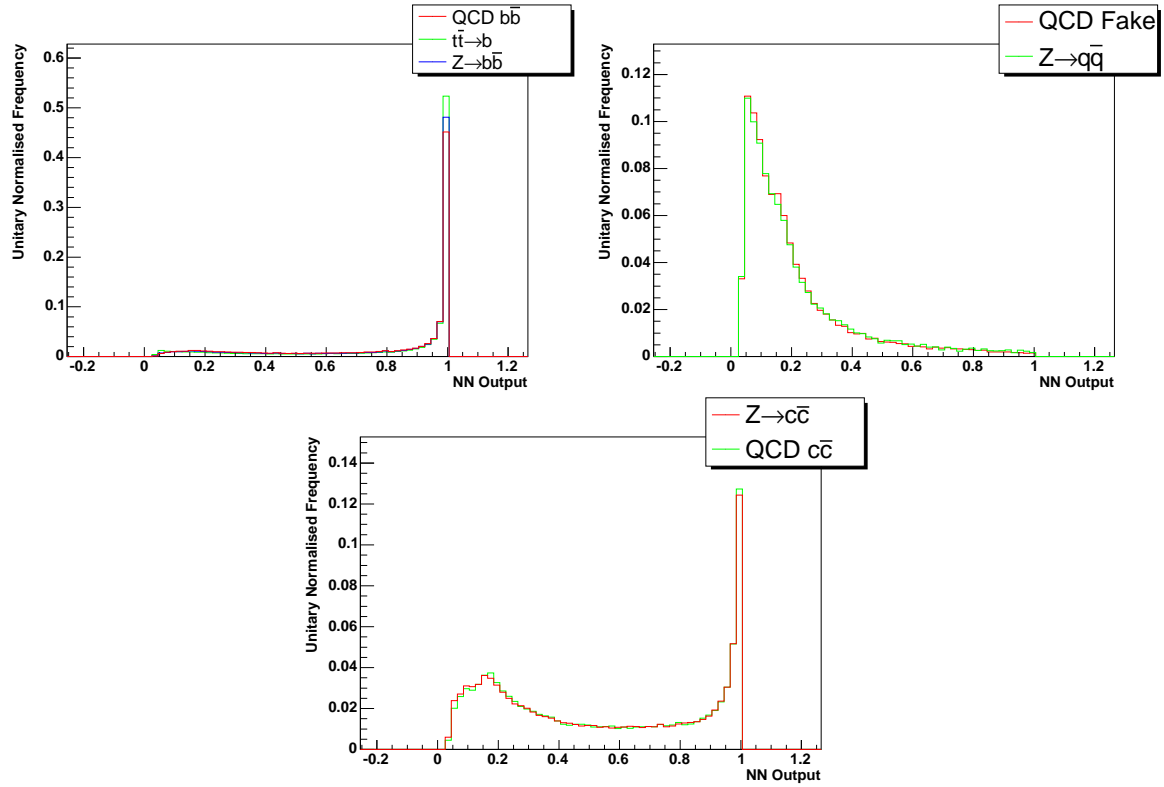 QCD bb̅
tt̅→b
Z→bb̅
Unitary Normalised Frequency
0.6
0.5
0.4
0.3
0.2
0.1
0
-0.2 0 0.2 0.4 0.6 0.8 1 1.2
NN Output
QCD Fake
Z→qq̅
Unitary Normalised Frequency
0.12
0.1
0.08
0.06
0.04
0.02
0
-0.2 0 0.2 0.4 0.6 0.8 1 1.2
NN Output
Z→cc̅
QCD cc̅
Unitary Normalised Frequency
0.14
0.12
0.1
0.08
0.06
0.04
0.02
0
-0.2 0 0.2 0.4 0.6 0.8 1 1.2
NN Output